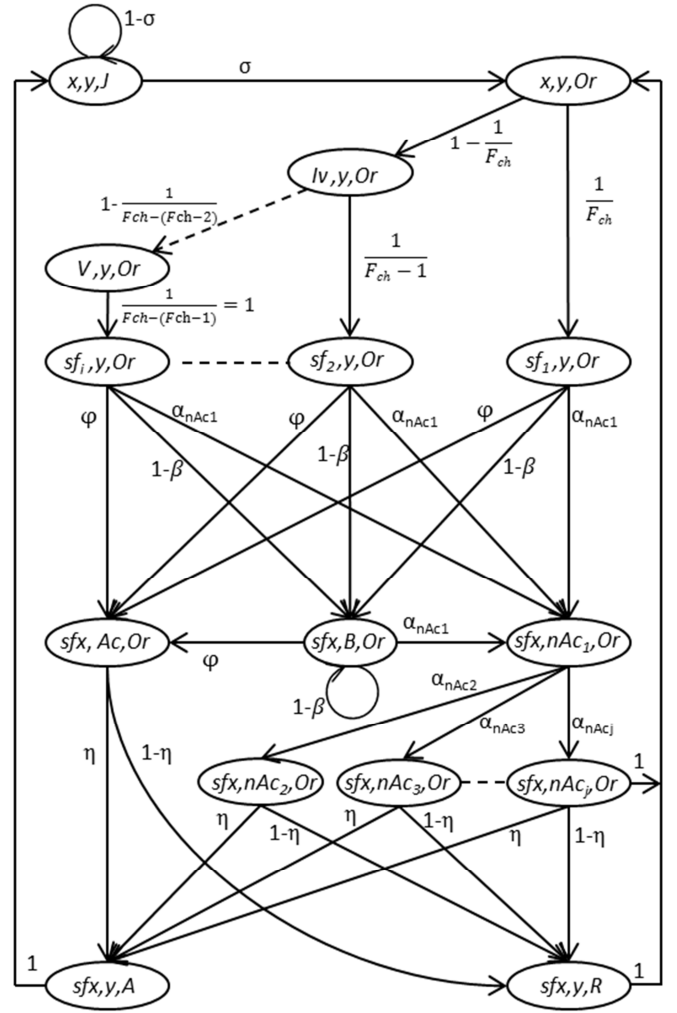 1-σ
x,y,J
σ
x,y,Or
1 − 1/F_ch
Iv,y,Or
1/F_ch
1- 1/Fch−(Fch−2)
1/F_ch − 1
V,y,Or
1/Fch−(Fch−1) = 1
sf_i,y,Or
sf_2,y,Or
sf_1,y,Or
φ α_nAc1 φ α_nAc1 φ α_nAc1
1-β 1-β 1-β
sfx, Ac,Or
φ
sfx,B,Or
α_nAc1
sfx,nAc_1,Or
1-β
α_nAc2
α_nAc3
α_nAcj
η
1-η
sfx,nAc_2,Or
sfx,nAc_3,Or
sfx,nAc_j,Or
1
η 1-η η 1-η η 1-η
1
sfx,y,A
sfx,y,R
1